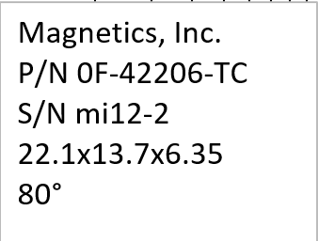 Magnetics, Inc.
P/N 0F-42206-TC
S/N mi12-2
22.1x13.7x6.35
80°